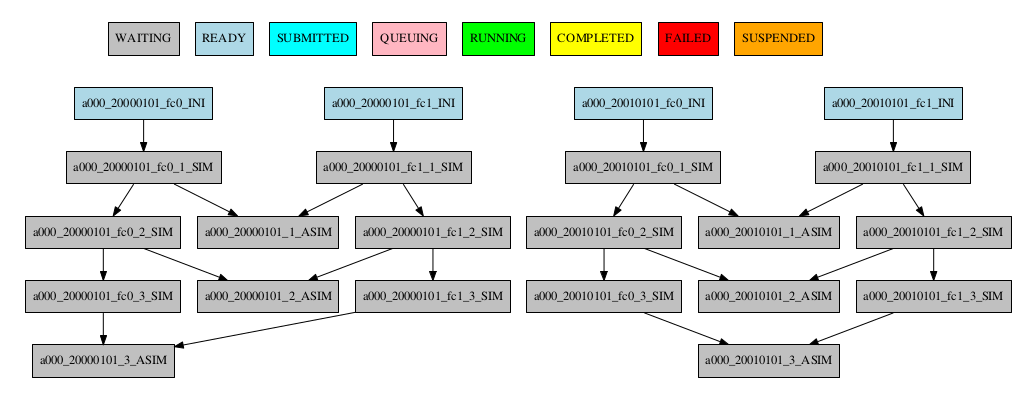 WAITING READY SUBMITTED QUEUING RUNNING COMPLETED FAILED SUSPENDED
a000_20000101_fc0_INI a000_20000101_fc1_INI a000_20010101_fc0_INI a000_20010101_fc1_INI
a000_20000101_fc0_1_SIM a000_20000101_fc1_1_SIM a000_20010101_fc0_1_SIM a000_20010101_fc1_1_SIM
a000_20000101_fc0_2_SIM a000_20000101_1_ASIM a000_20000101_fc1_2_SIM a000_20010101_fc0_2_SIM a000_20010101_1_ASIM a000_20010101_fc1_2_SIM
a000_20000101_fc0_3_SIM a000_20000101_2_ASIM a000_20000101_fc1_3_SIM a000_20010101_fc0_3_SIM a000_20010101_2_ASIM a000_20010101_fc1_3_SIM
a000_20000101_3_ASIM a000_20010101_3_ASIM